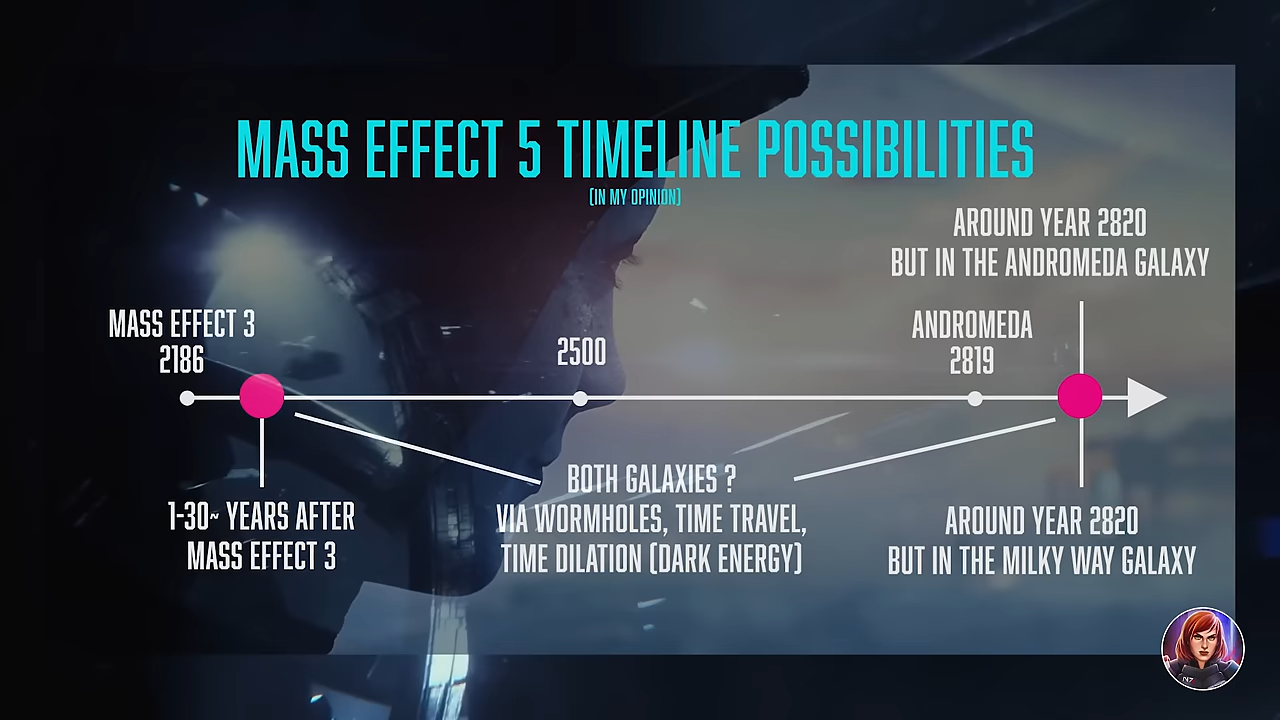 MASS EFFECT 5 TIMELINE POSSIBILITIES
(IN MY OPINION)
AROUND YEAR 2820
BUT IN THE ANDROMEDA GALAXY
MASS EFFECT 3
2186
2500
ANDROMEDA
2819
1-30~ YEARS AFTER
MASS EFFECT 3
BOTH GALAXIES ?
VIA WORMHOLES, TIME TRAVEL,
TIME DILATION (DARK ENERGY)
AROUND YEAR 2820
BUT IN THE MILKY WAY GALAXY
N7